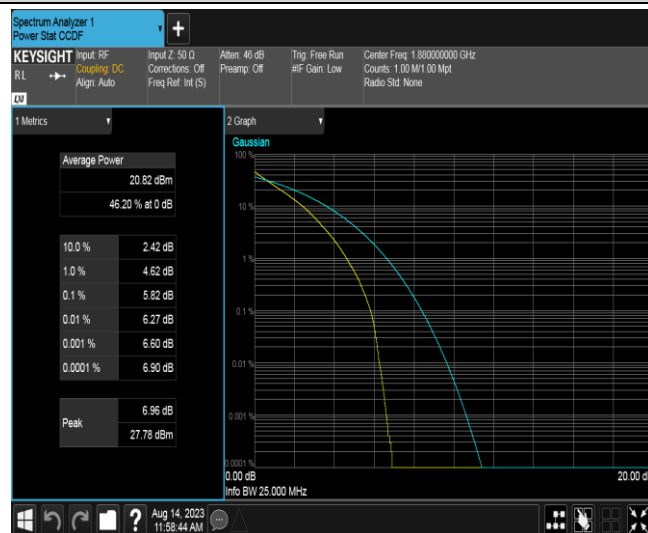 Spectrum Analyzer 1
Power Stat CCDF
KEYSIGHT
RL
LXI
Input: RF
Coupling: DC
Align: Auto
Input Z: 50 Ω
Corrections: Off
Freq Ref: Int (S)
Atten: 46 dB
Preamp: Off
Trig: Free Run
#IF Gain: Low
Center Freq: 1.880000000 GHz
Counts: 1.00 M/1.00 Mpt
Radio Std: None
1 Metrics
Average Power
20.82 dBm
46.20 % at 0 dB
10.0 % 2.42 dB
1.0 % 4.62 dB
0.1 % 5.82 dB
0.01 % 6.27 dB
0.001 % 6.60 dB
0.0001 % 6.90 dB
Peak
6.96 dB
27.78 dBm
2 Graph
Gaussian
100 %
10 %
1 %
0.1 %
0.01 %
0.001 %
0.0001 %
0.00 dB
20.00 d
Info BW 25.000 MHz
Aug 14, 2023
11:58:44 AM